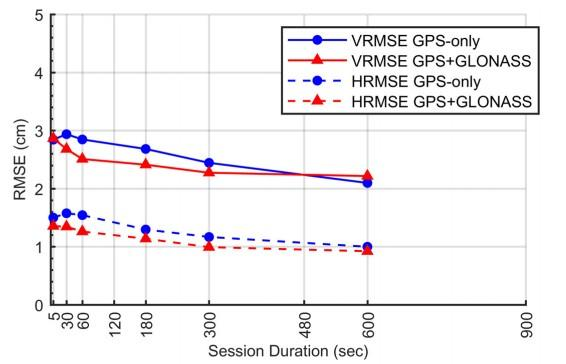 5
4
3
2
1
0
RMSE (cm)
VRMSE GPS-only
VRMSE GPS+GLONASS
HRMSE GPS-only
HRMSE GPS+GLONASS
5 30 60 120 180 300 480 600 900
Session Duration (sec)